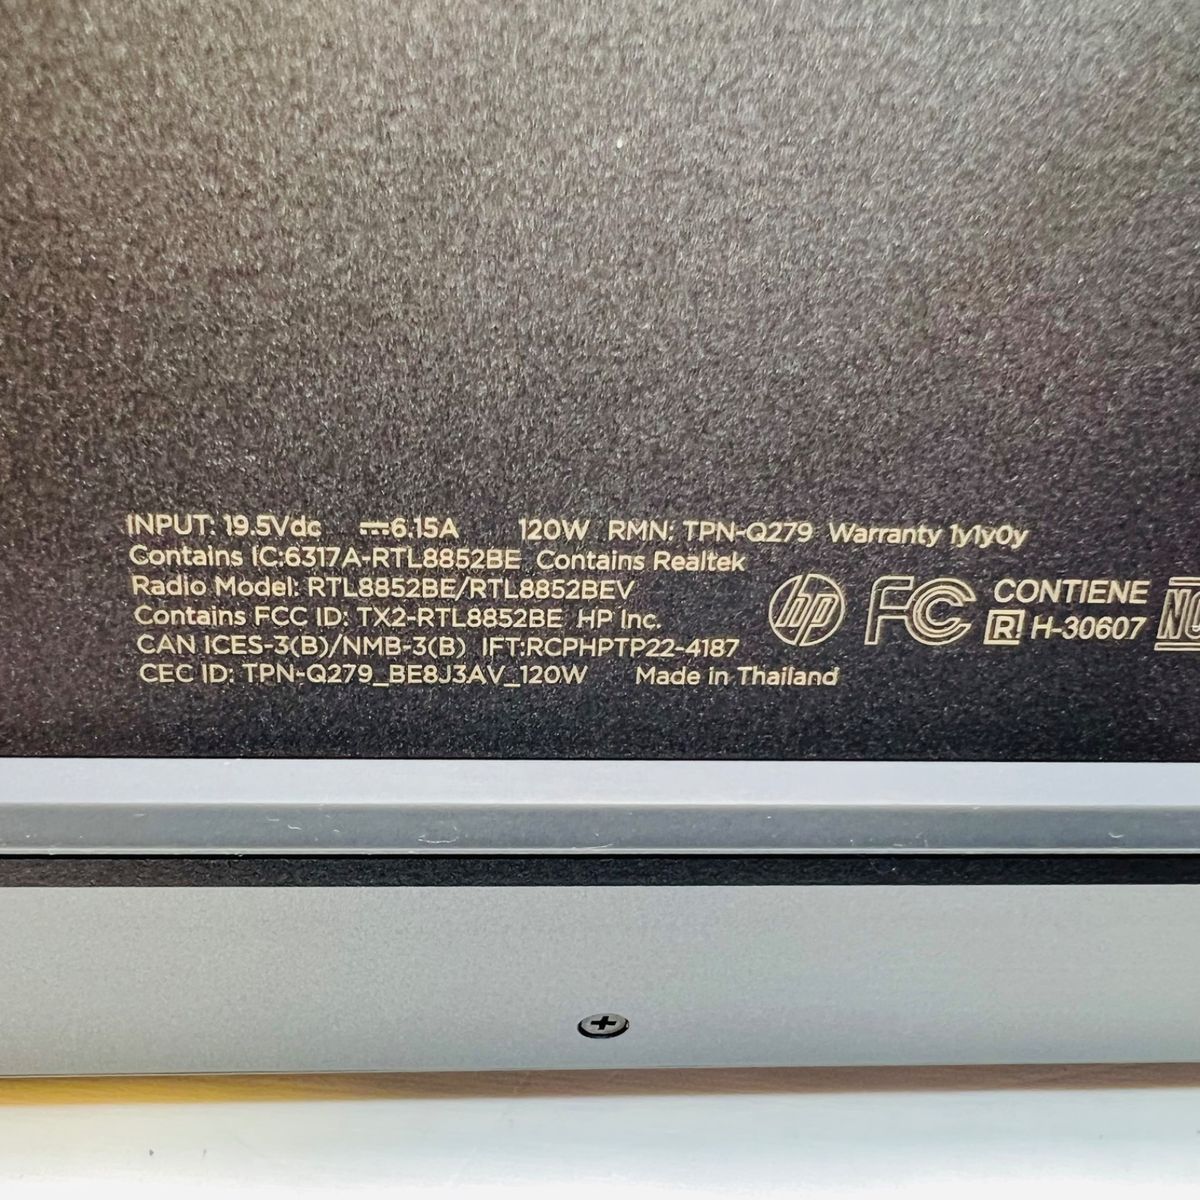 INPUT: 19.5Vdc ⎓6.15A 120W RMN: TPN-Q279 Warranty 1y1y0y
Contains IC:6317A-RTL8852BE Contains Realtek
Radio Model: RTL8852BE/RTL8852BEV
Contains FCC ID: TX2-RTL8852BE HP Inc.
CAN ICES-3(B)/NMB-3(B) IFT:RCPHPTP22-4187
CEC ID: TPN-Q279_BE8J3AV_120W Made in Thailand
hp FC CONTIENE
R! H-30607